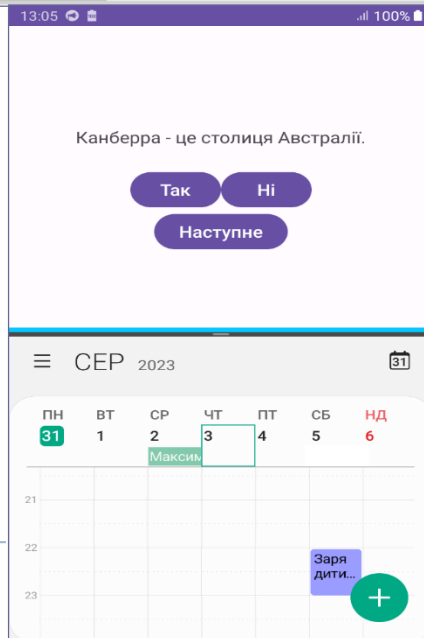 13:05 100%
Канберра - це столиця Австралії.
Так Ні
Наступне
СЕР 2023 31
ПН ВТ СР ЧТ ПТ СБ НД
31 1 2 3 4 5 6
Максим
21
22
Заря
дити...
23